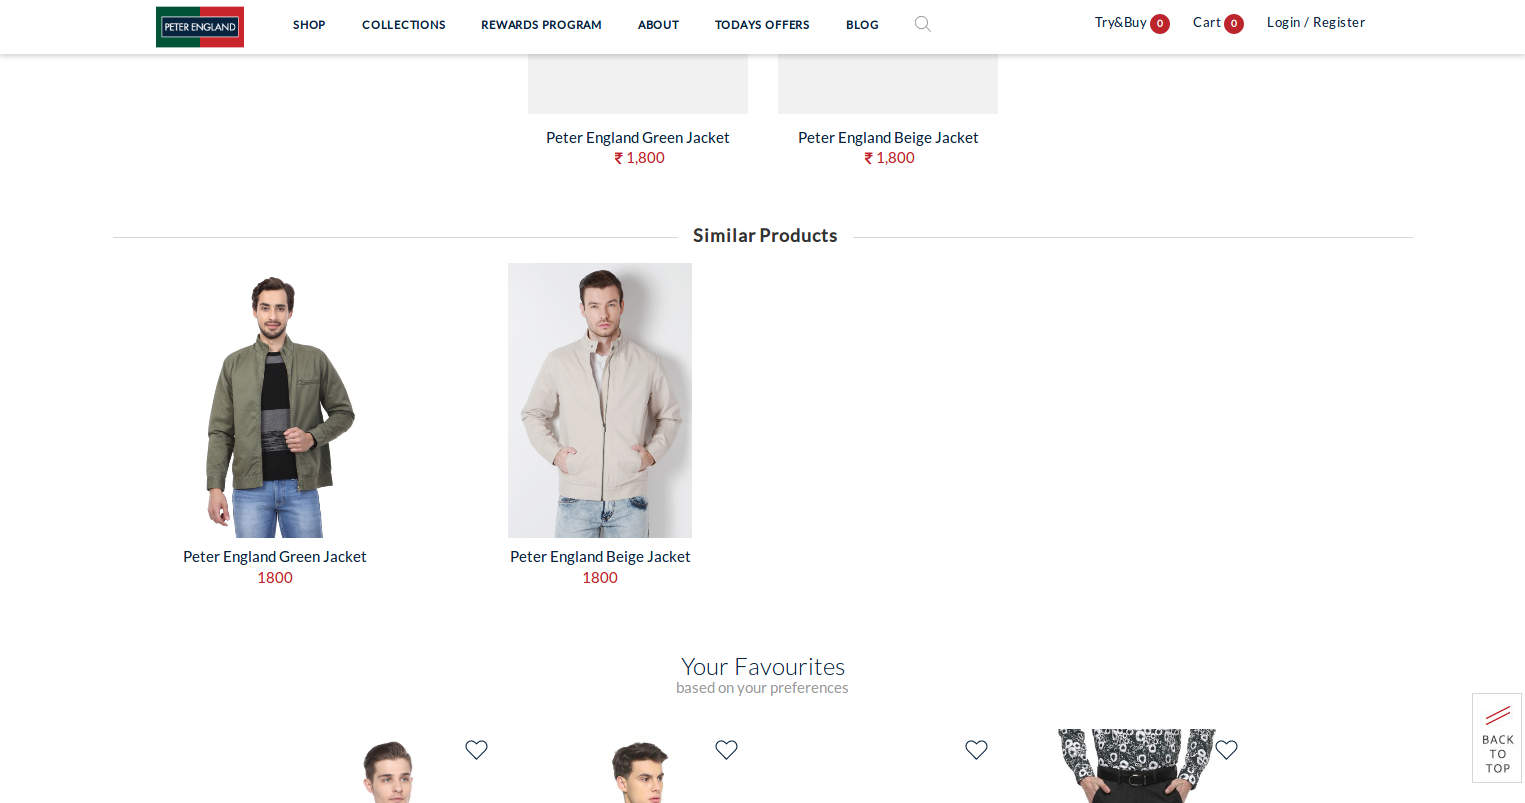 PETER ENGLAND
SHOP
COLLECTIONS
REWARDS PROGRAM
ABOUT
TODAYS OFFERS
BLOG
Try&Buy 0
Cart 0
Login / Register
Peter England Green Jacket
₹ 1,800
Peter England Beige Jacket
₹ 1,800
Similar Products
Peter England Green Jacket
1800
Peter England Beige Jacket
1800
Your Favourites
based on your preferences
BACK
TO
TOP